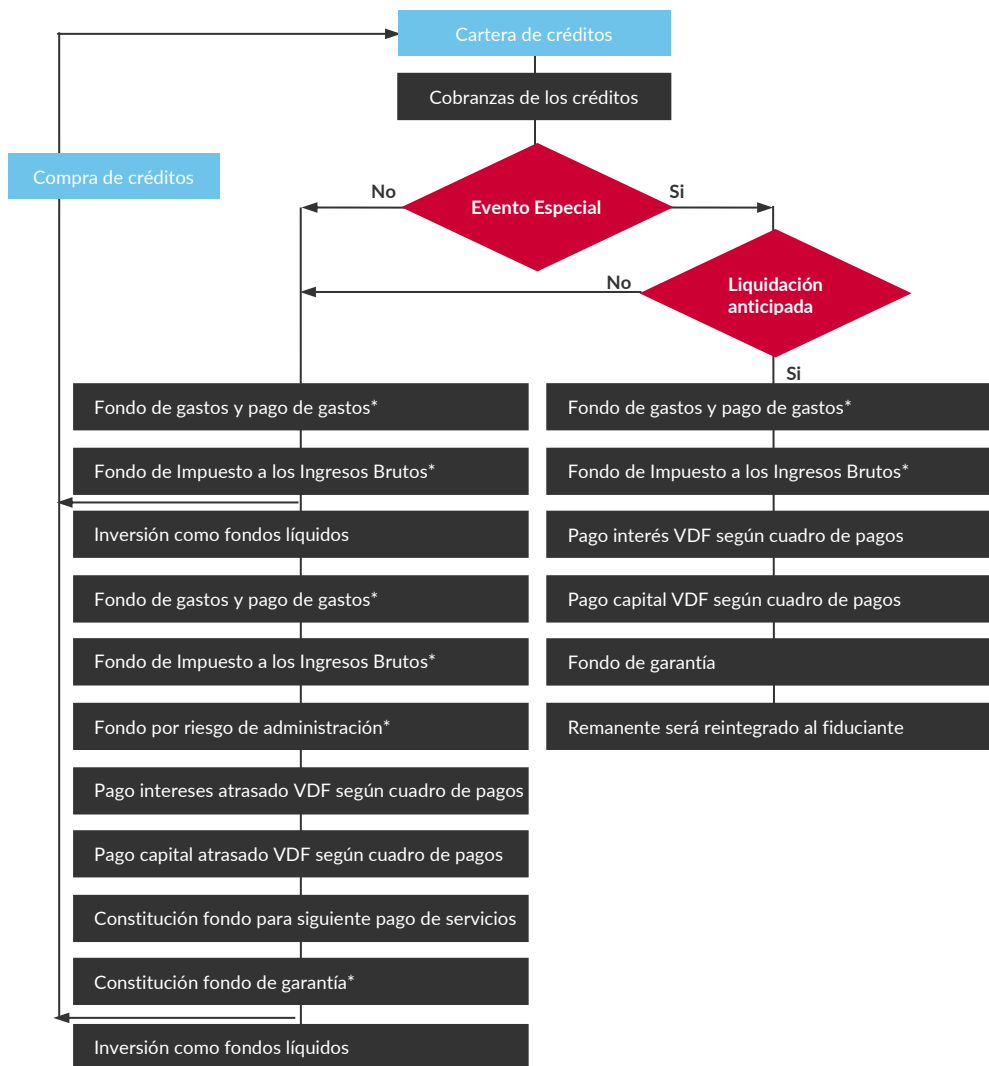 Cartera de créditos
Cobranzas de los créditos
Compra de créditos
No
Si
Evento Especial
No
Liquidación
anticipada
Si
Fondo de gastos y pago de gastos*
Fondo de Impuesto a los Ingresos Brutos*
Inversión como fondos líquidos
Fondo de gastos y pago de gastos*
Fondo de Impuesto a los Ingresos Brutos*
Fondo por riesgo de administración*
Pago intereses atrasado VDF según cuadro de pagos
Pago capital atrasado VDF según cuadro de pagos
Constitución fondo para siguiente pago de servicios
Constitución fondo de garantía*
Inversión como fondos líquidos
Fondo de gastos y pago de gastos*
Fondo de Impuesto a los Ingresos Brutos*
Pago interés VDF según cuadro de pagos
Pago capital VDF según cuadro de pagos
Fondo de garantía
Remanente será reintegrado al fiduciante